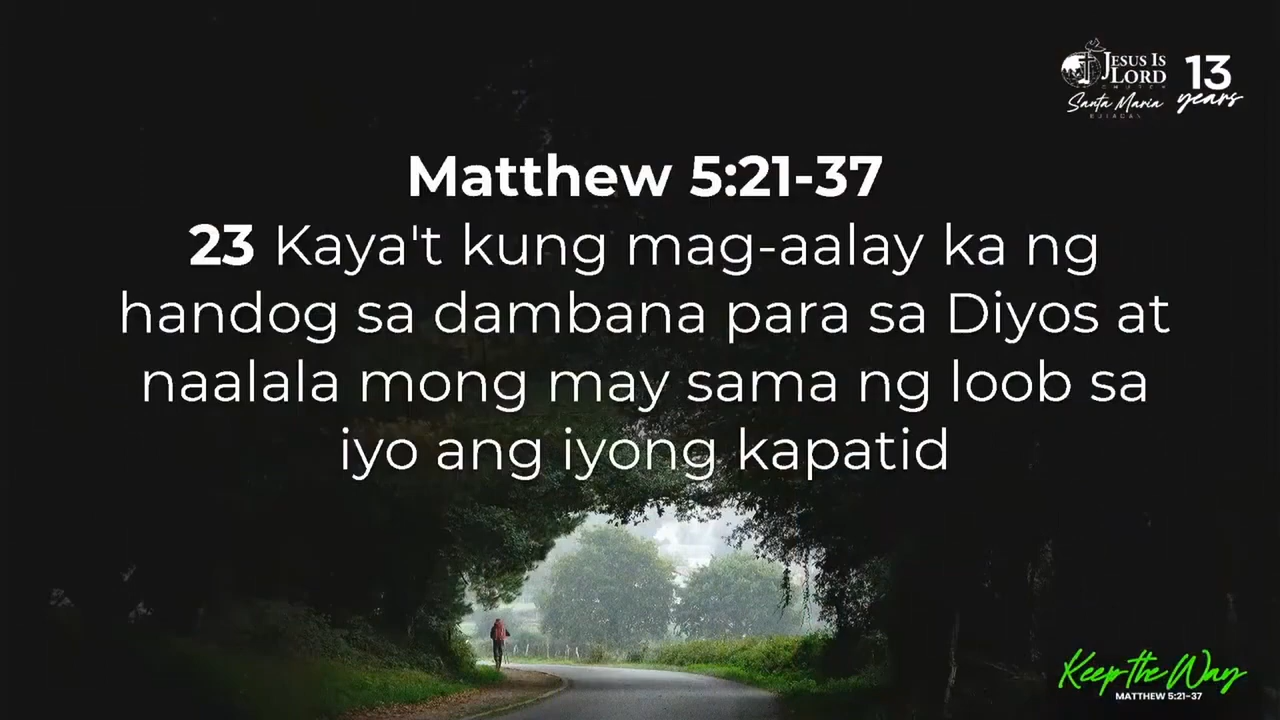 JESUS IS
LORD
CHURCH
Santa Maria
BULACAN
13
years
Matthew 5:21-37
23 Kaya't kung mag-aalay ka ng
handog sa dambana para sa Diyos at
naalala mong may sama ng loob sa
iyo ang iyong kapatid
Keep the Way
MATTHEW 5:21-37